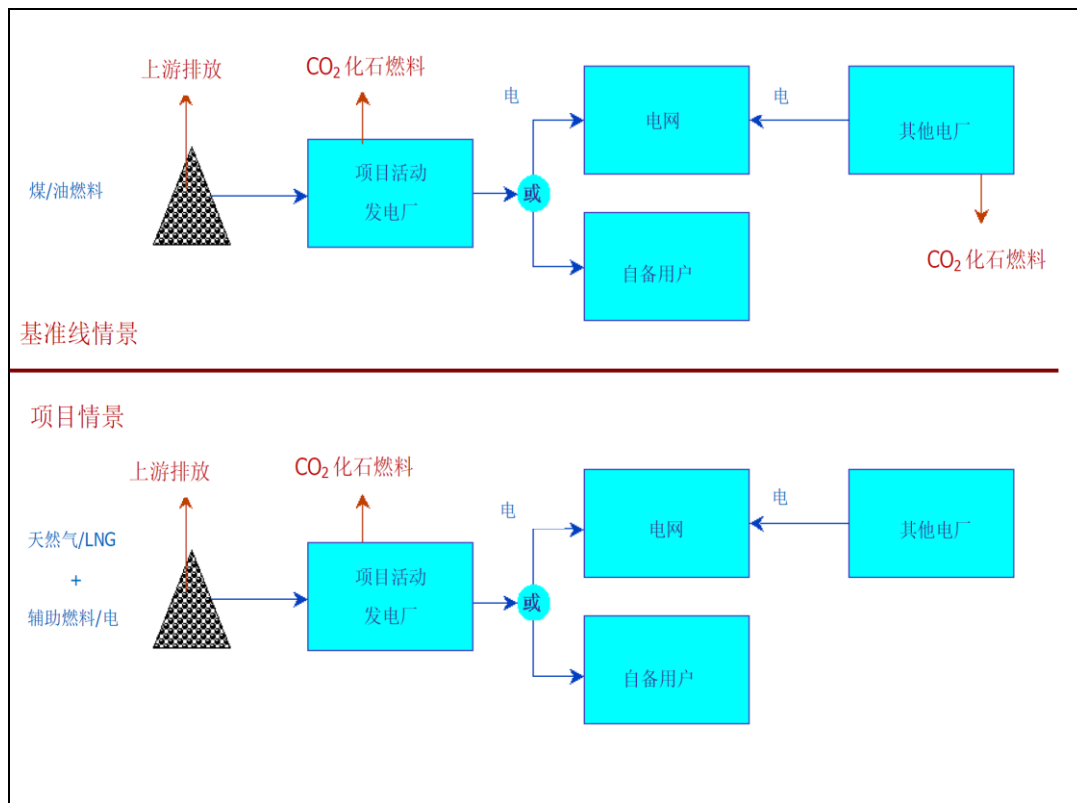 上游排放
CO₂ 化石燃料
电
电网
电
其他电厂
煤/油燃料
项目活动
发电厂
或
自备用户
CO₂ 化石燃料
基准线情景
项目情景
上游排放
CO₂ 化石燃料
电
电网
电
其他电厂
天然气/LNG
+
辅助燃料/电
项目活动
发电厂
或
自备用户